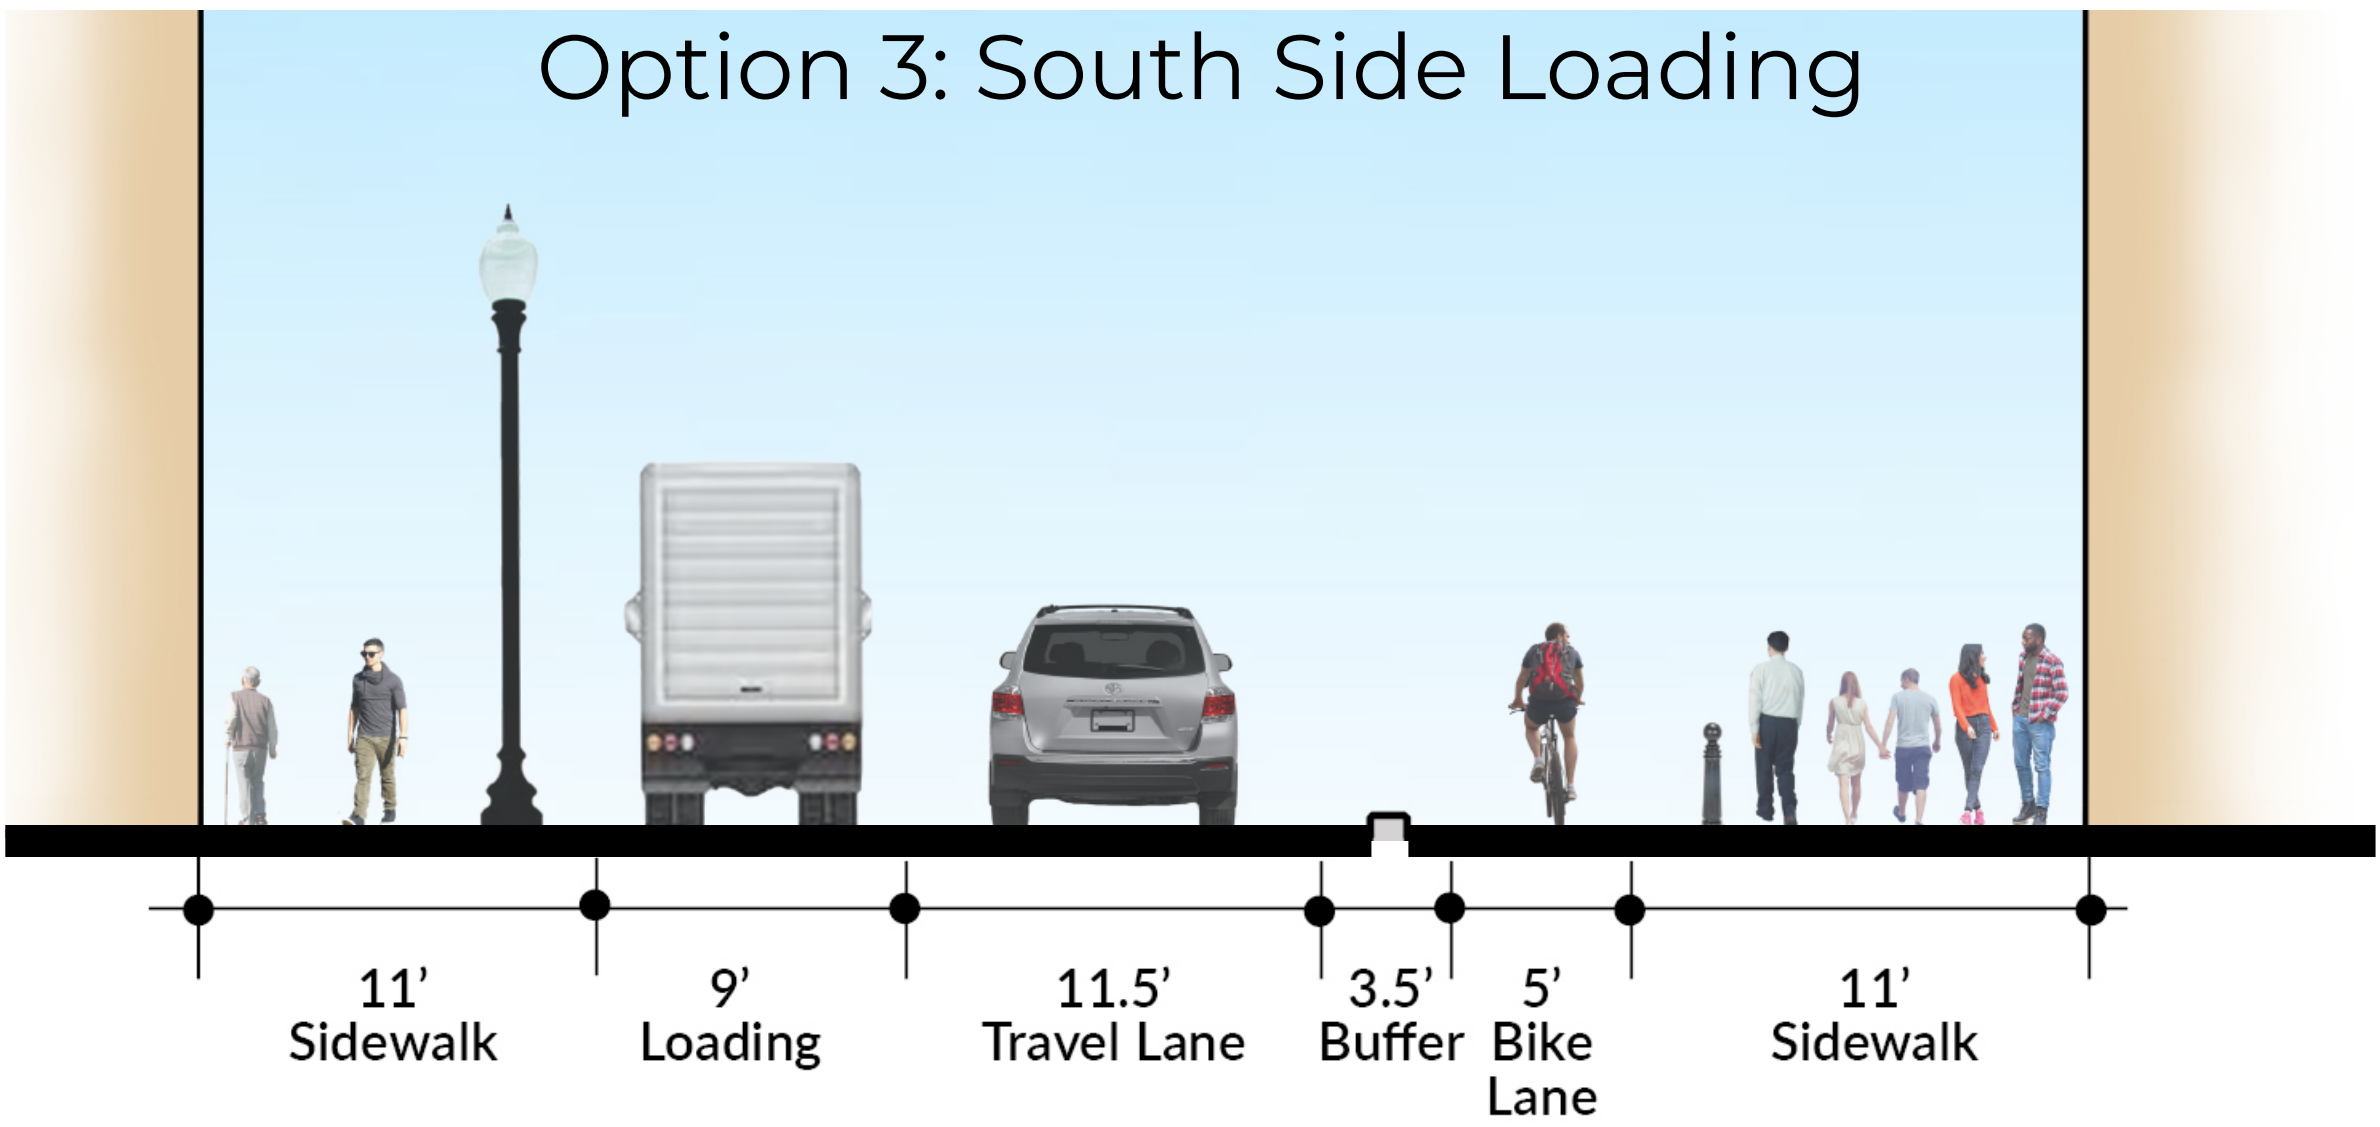 Option 3: South Side Loading
11’
Sidewalk
9’
Loading
11.5’
Travel Lane
3.5’
Buffer
5’
Bike
Lane
11’
Sidewalk